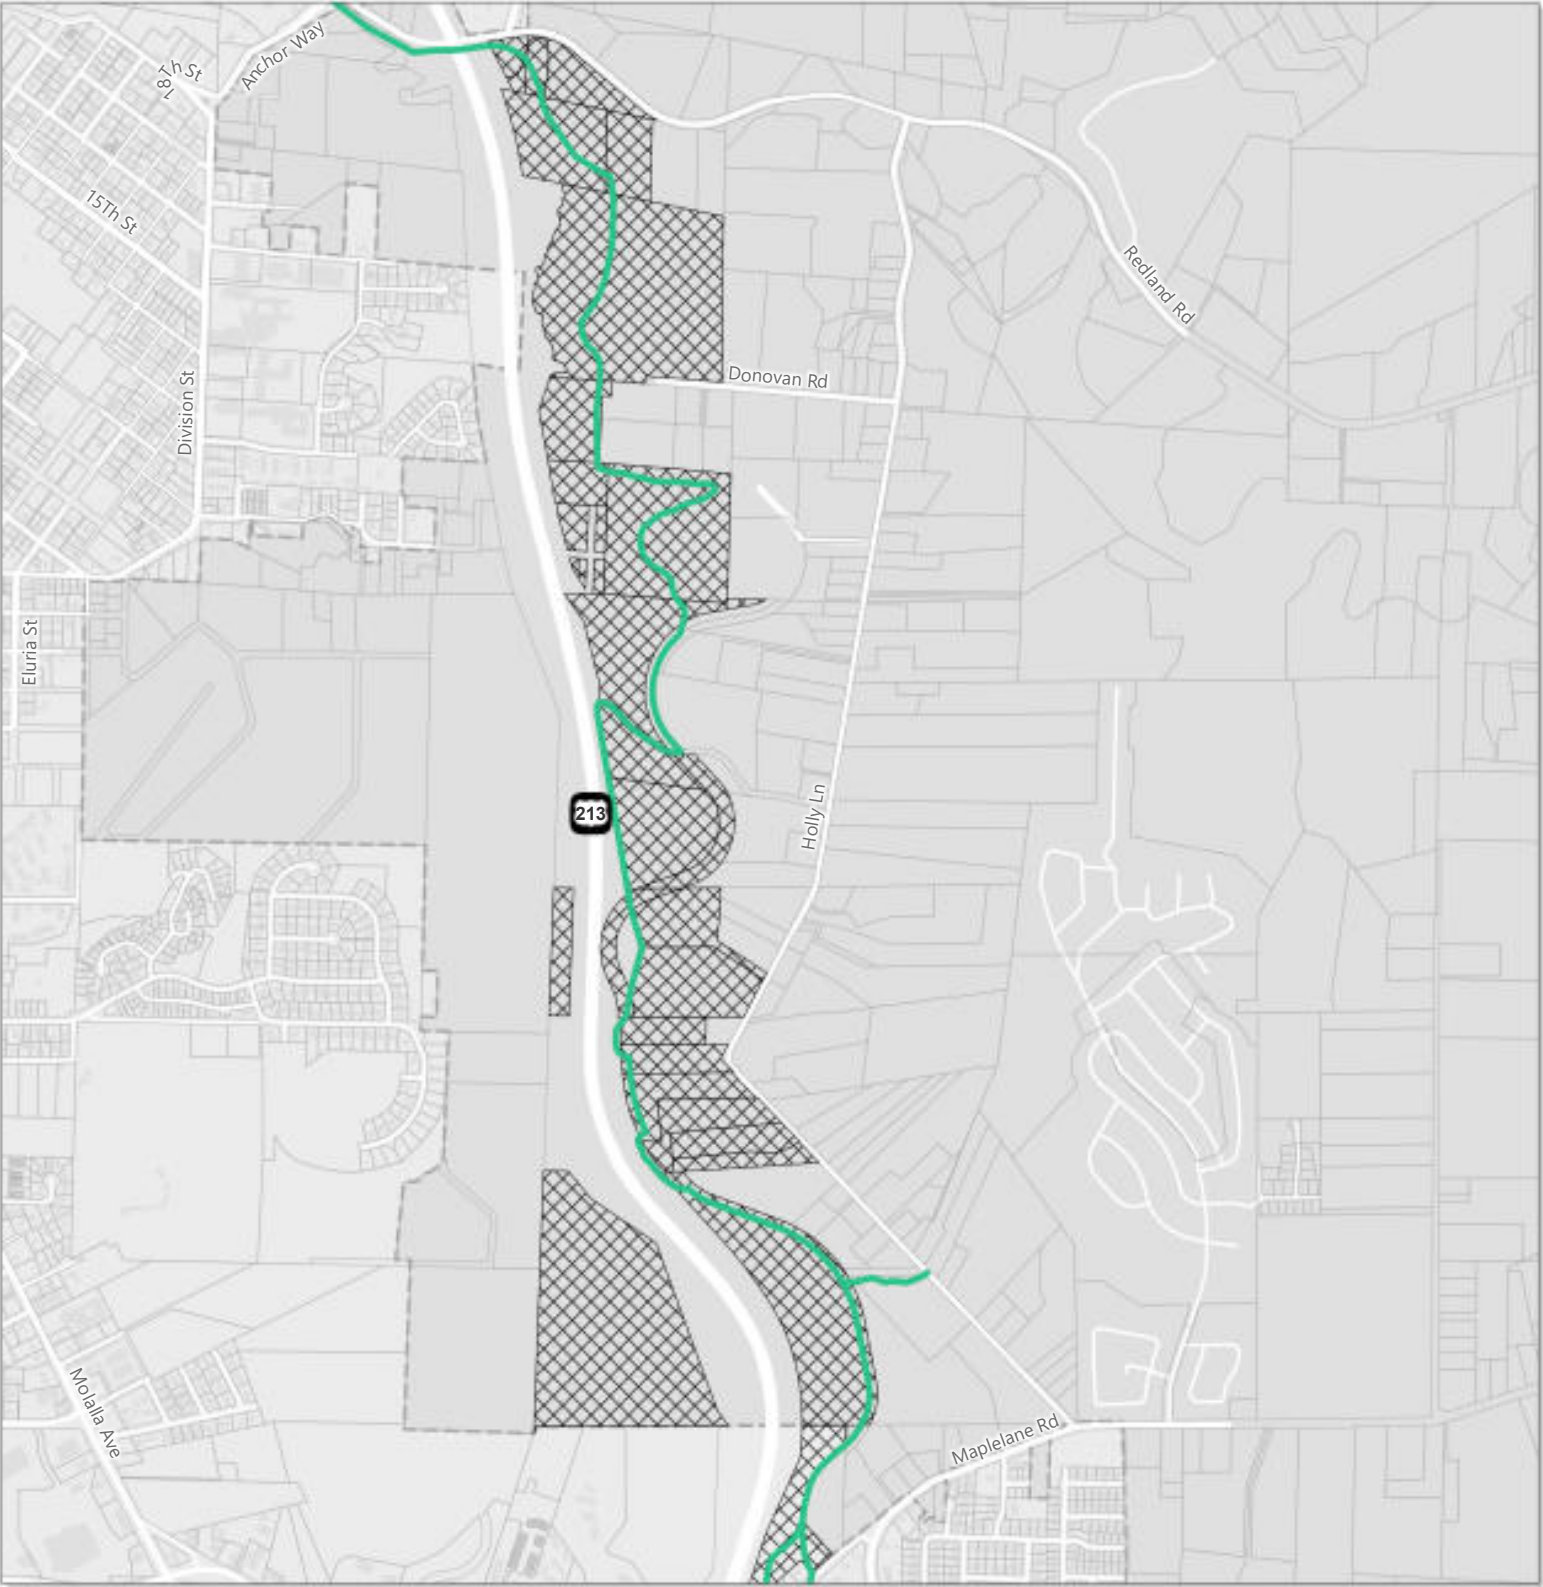 Anchor Way
18Th St
15Th St
Redland Rd
Donovan Rd
Division St
Eluria St
213
Holly Ln
Molalla Ave
Maplelane Rd